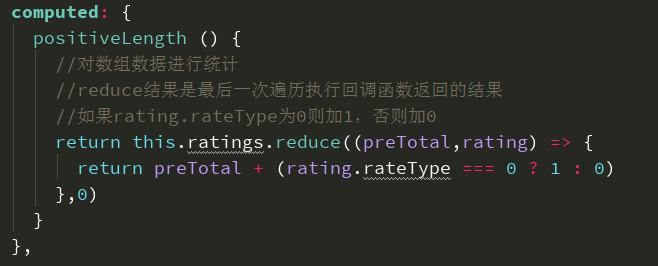 computed: {
positiveLength () {
//对数组数据进行统计
//reduce结果是最后一次遍历执行回调函数返回的结果
//如果rating.rateType为0则加1，否则加0
return this.ratings.reduce((preTotal,rating) => {
return preTotal + (rating.rateType === 0 ? 1 : 0)
},0)
}
},